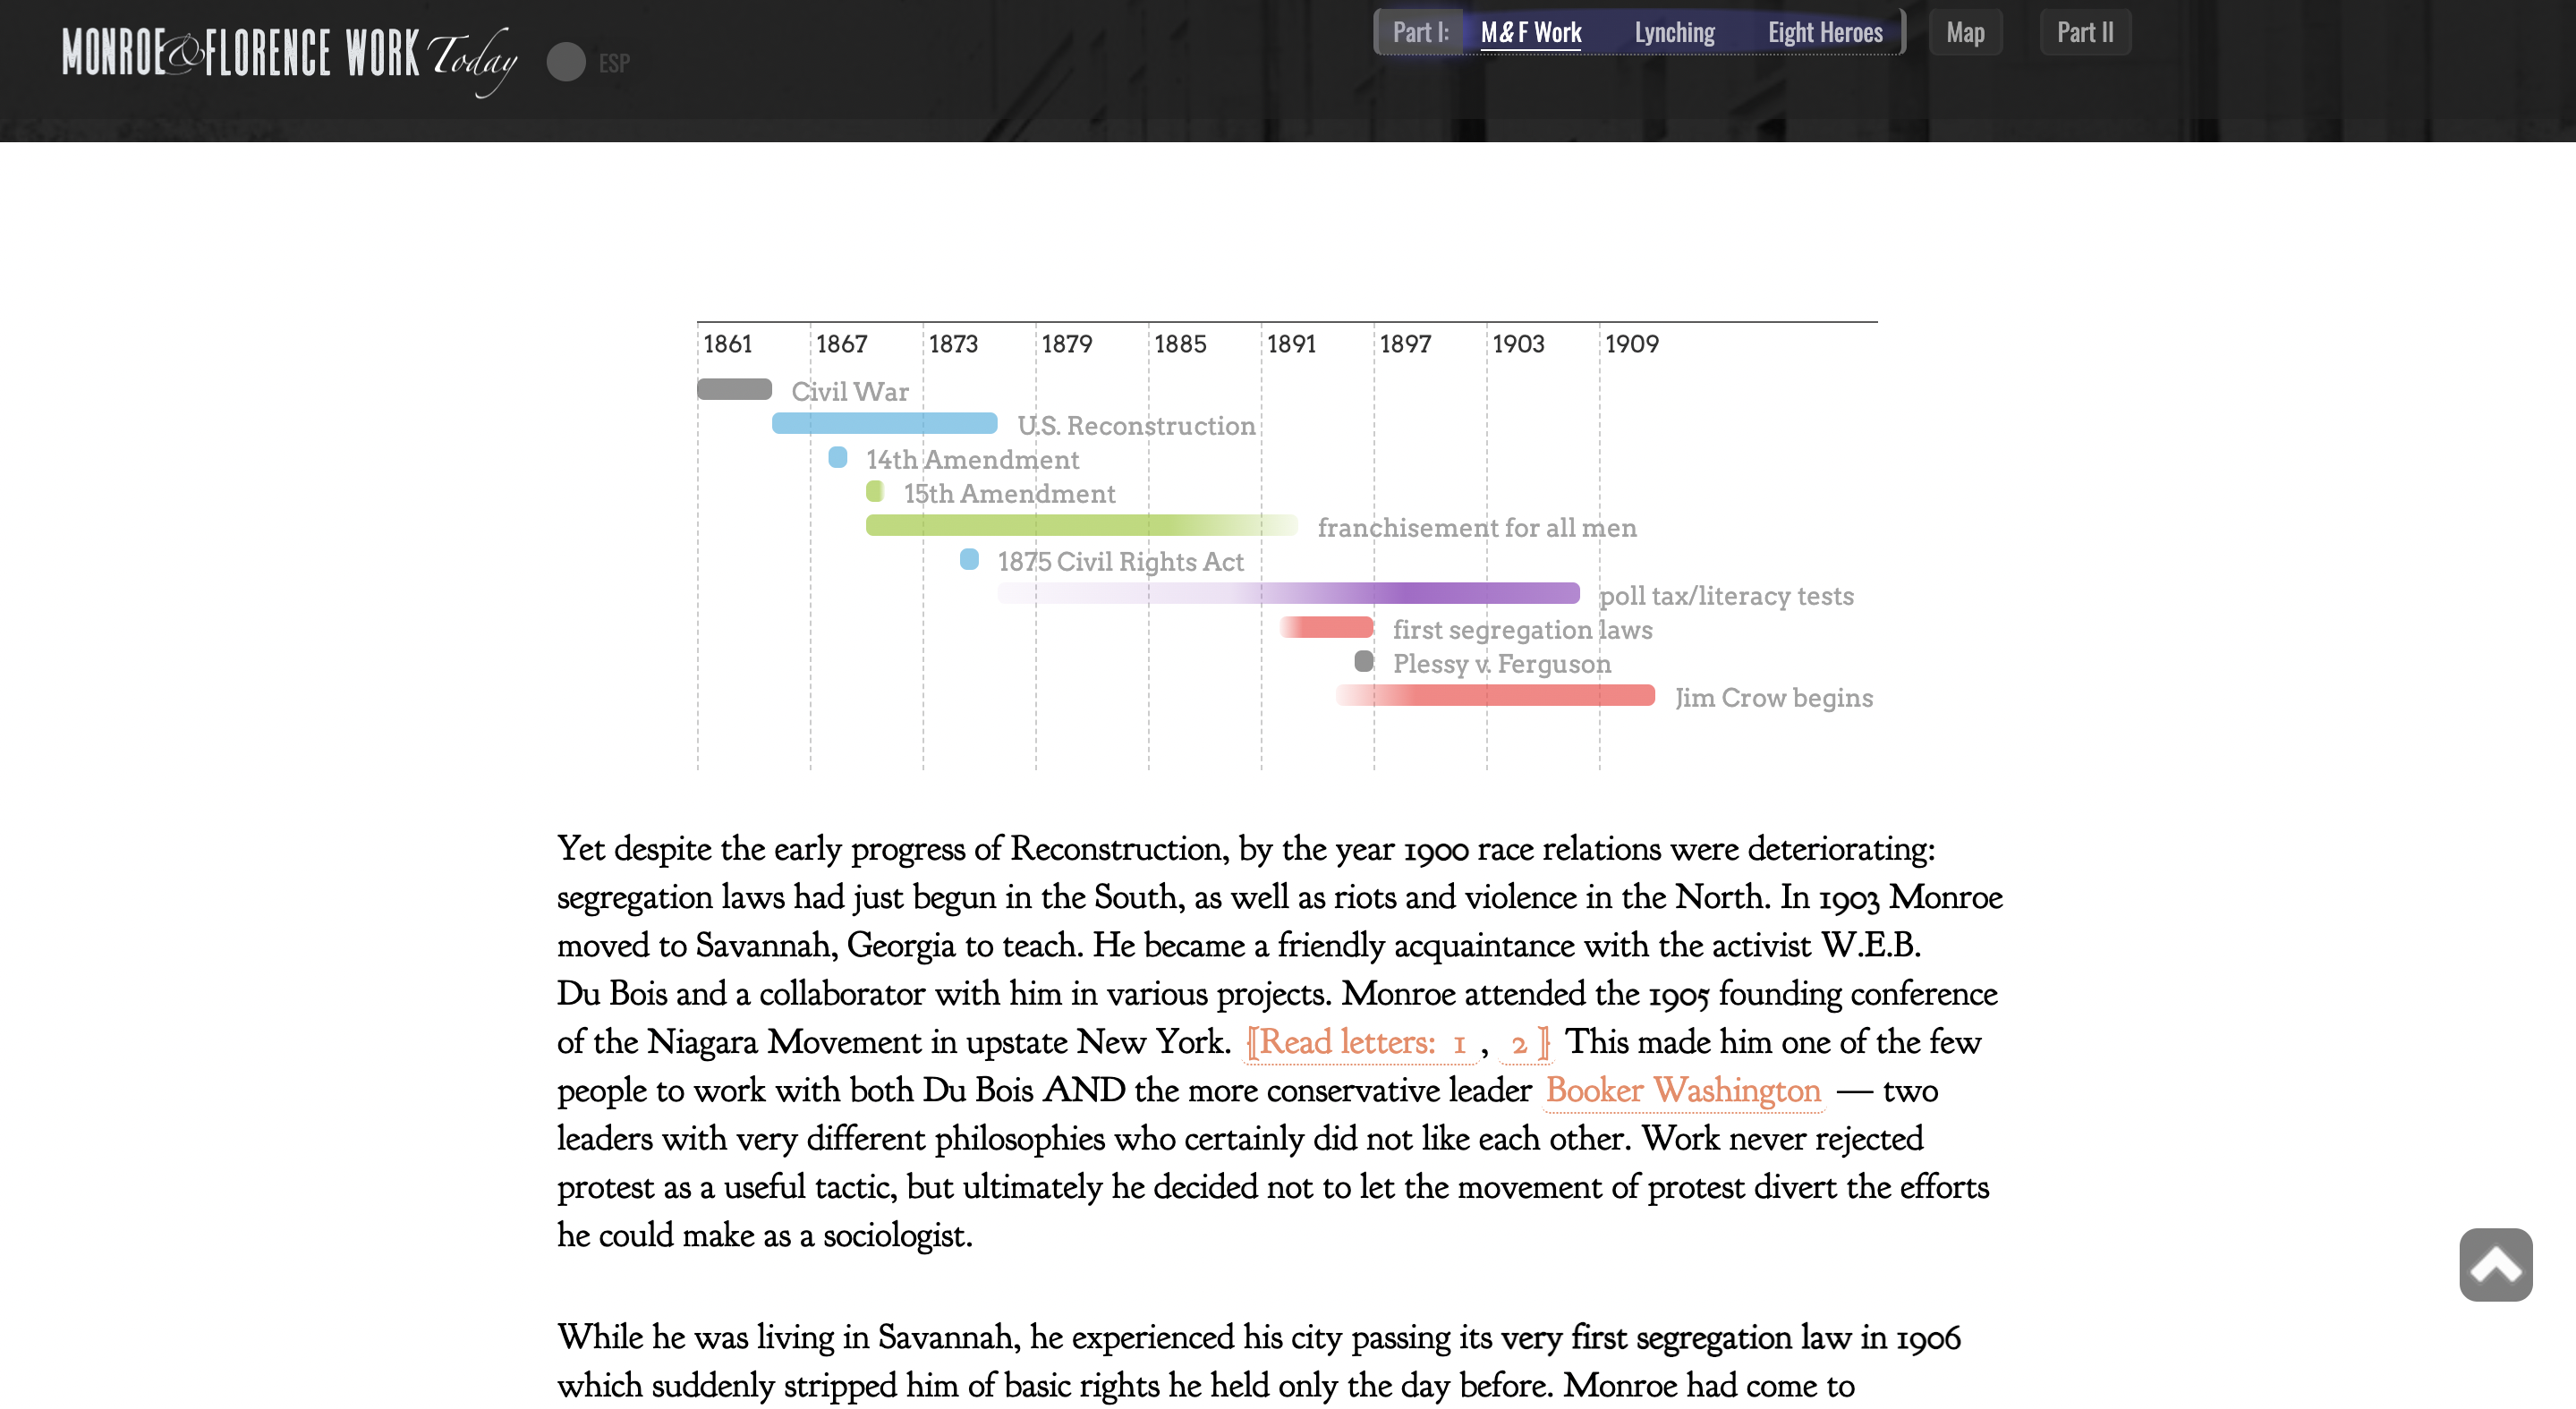 MONROE & FLORENCE WORK Today
ESP
Part I: M&F Work Lynching Eight Heroes Map Part II
1861 1867 1873 1879 1885 1891 1897 1903 1909
Civil War
U.S. Reconstruction
14th Amendment
15th Amendment
franchisement for all men
1875 Civil Rights Act
poll tax/literacy tests
first segregation laws
Plessy v. Ferguson
Jim Crow begins
Yet despite the early progress of Reconstruction, by the year 1900 race relations were deteriorating:
segregation laws had just begun in the South, as well as riots and violence in the North. In 1903 Monroe
moved to Savannah, Georgia to teach. He became a friendly acquaintance with the activist W.E.B.
Du Bois and a collaborator with him in various projects. Monroe attended the 1905 founding conference
of the Niagara Movement in upstate New York. [Read letters: 1 , 2 ] This made him one of the few
people to work with both Du Bois AND the more conservative leader Booker Washington — two
leaders with very different philosophies who certainly did not like each other. Work never rejected
protest as a useful tactic, but ultimately he decided not to let the movement of protest divert the efforts
he could make as a sociologist.
While he was living in Savannah, he experienced his city passing its very first segregation law in 1906
which suddenly stripped him of basic rights he held only the day before. Monroe had come to